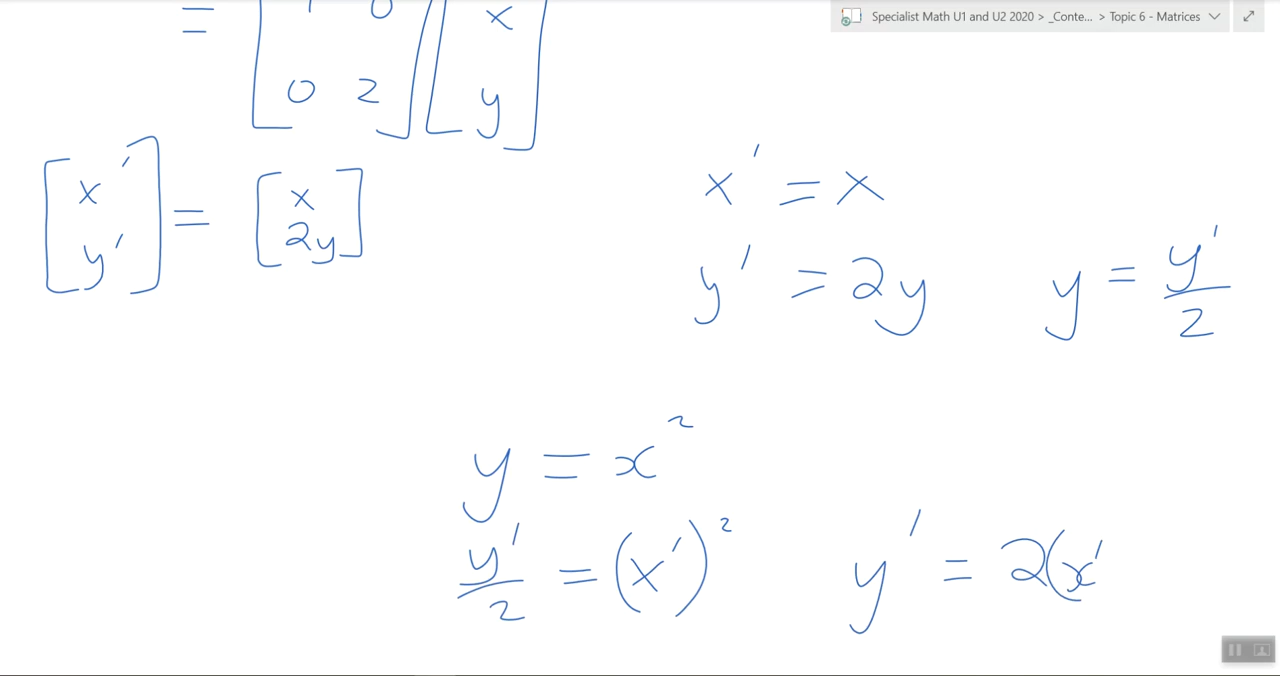 Specialist Math U1 and U2 2020 > _Conte... > Topic 6 - Matrices
= [1 0
0 2] [x
y]
[x'
y'] = [x
2y]
x' = x
y' = 2y y = y'/2
y = x²
y'/2 = (x')² y' = 2(x'